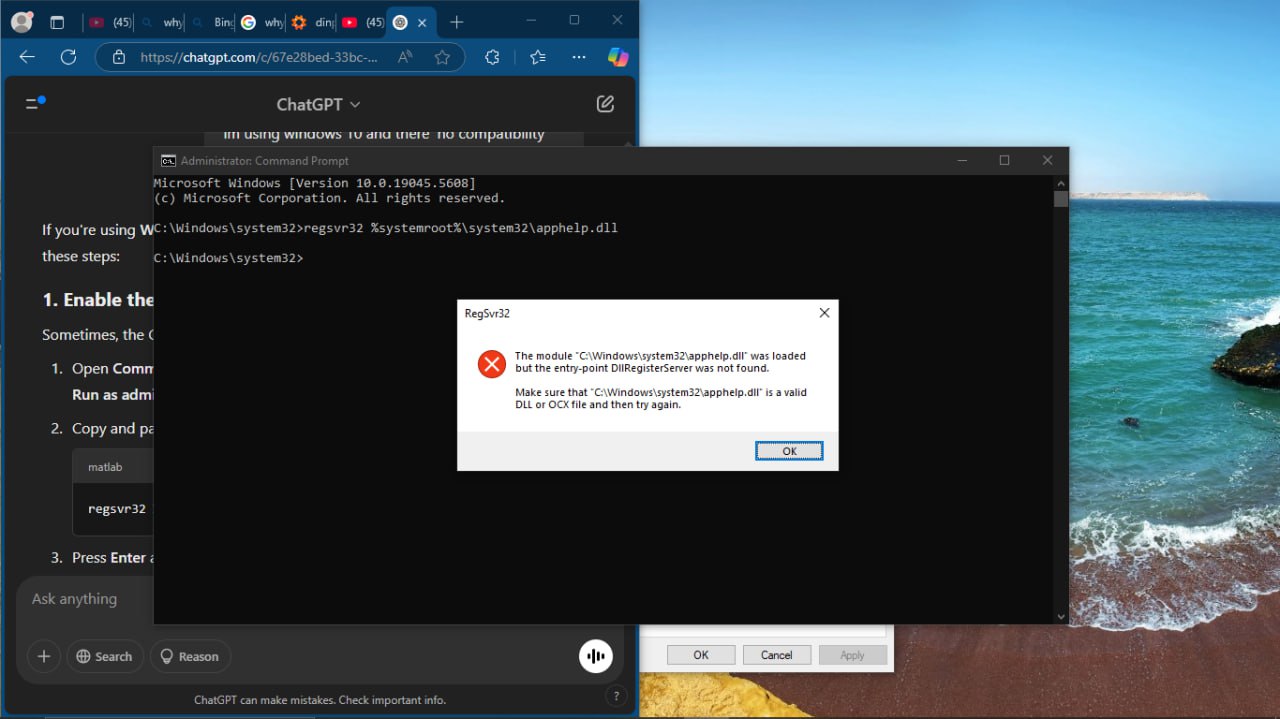 (45)
why
Bing
why
ding
(45)
https://chatgpt.com/c/67e28bed-33bc-...
ChatGPT
im using windows 10 and there no compatibility
Administrator: Command Prompt
Microsoft Windows [Version 10.0.19045.5608]
(c) Microsoft Corporation. All rights reserved.
C:\Windows\system32>regsvr32 %systemroot%\system32\apphelp.dll
C:\Windows\system32>
If you're using W
these steps:
1. Enable the
Sometimes, the C
1. Open Comm
Run as admi
2. Copy and pa
matlab
regsvr32
3. Press Enter a
RegSvr32
The module "C:\Windows\system32\apphelp.dll" was loaded
but the entry-point DllRegisterServer was not found.
Make sure that "C:\Windows\system32\apphelp.dll" is a valid
DLL or OCX file and then try again.
OK
Ask anything
Search
Reason
ChatGPT can make mistakes. Check important info.
?
OK
Cancel
Apply